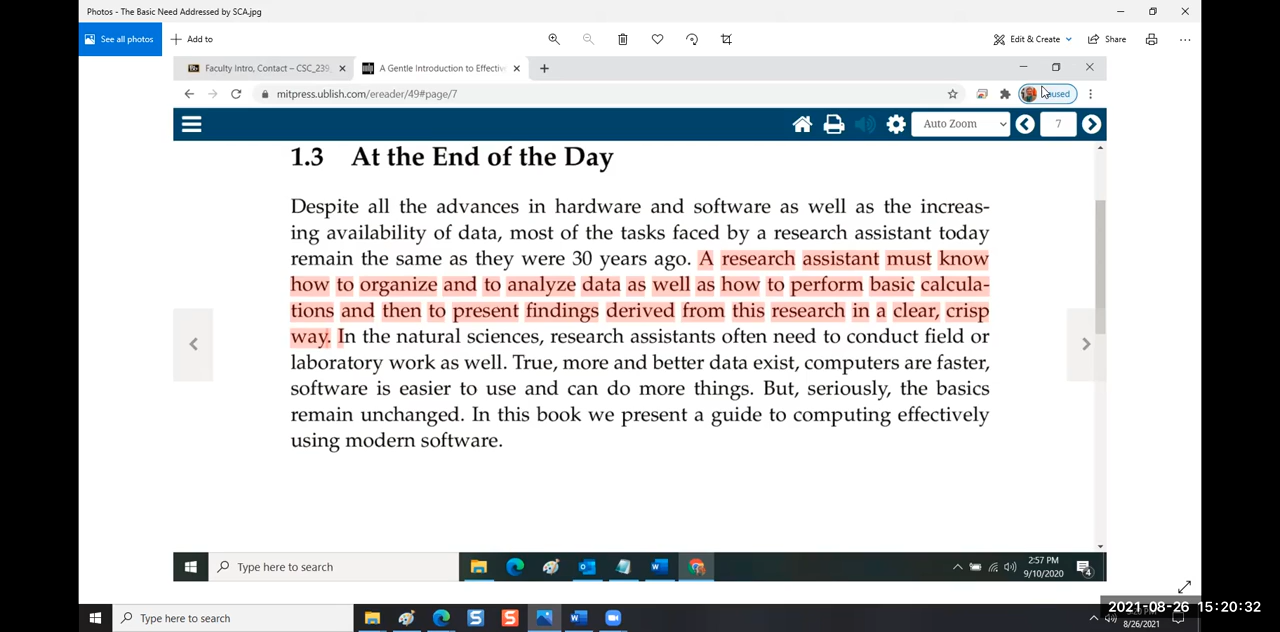 Photos - The Basic Need Addressed by SCA.jpg
See all photos
Add to
Edit & Create
Share
Faculty Intro, Contact – CSC_239_
A Gentle Introduction to Effectiv
mitpress.ublish.com/ereader/49#page/7
Auto Zoom
7
1.3 At the End of the Day
Despite all the advances in hardware and software as well as the increas-
ing availability of data, most of the tasks faced by a research assistant today
remain the same as they were 30 years ago. A research assistant must know
how to organize and to analyze data as well as how to perform basic calcula-
tions and then to present findings derived from this research in a clear, crisp
way. In the natural sciences, research assistants often need to conduct field or
laboratory work as well. True, more and better data exist, computers are faster,
software is easier to use and can do more things. But, seriously, the basics
remain unchanged. In this book we present a guide to computing effectively
using modern software.
Type here to search
2:57 PM
9/10/2020
4
Type here to search
2021-08-26 15:20:32
8/26/2021